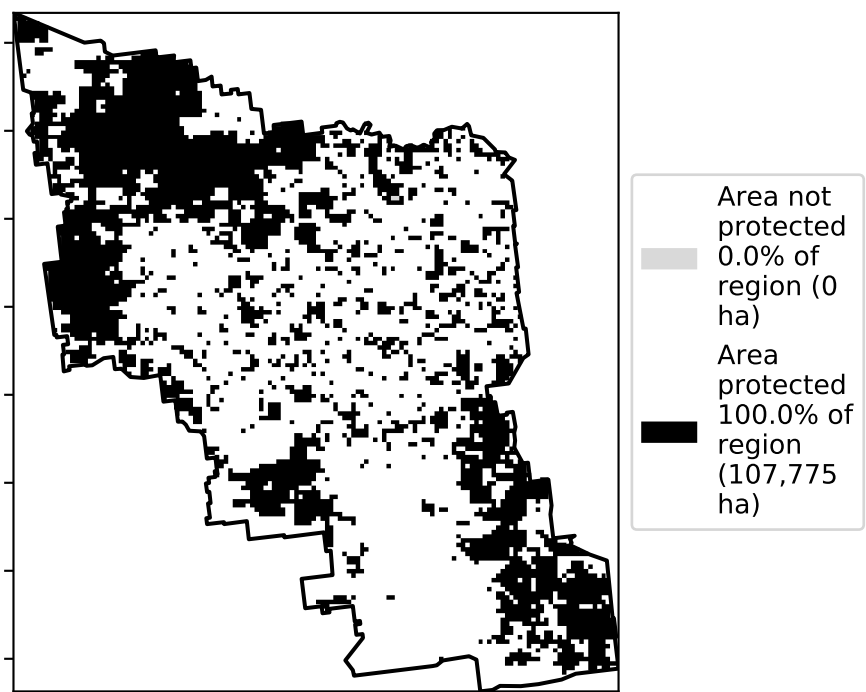 Area not
protected
0.0% of
region (0
ha)
Area
protected
100.0% of
region
(107,775
ha)